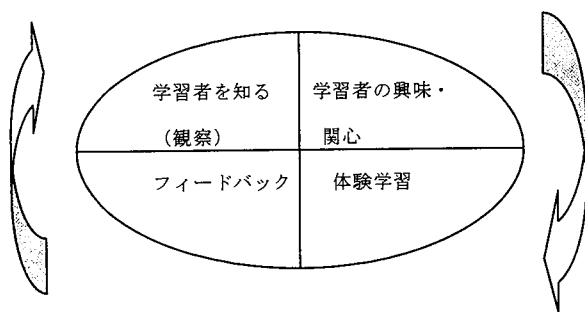 学習者を知る
(観察)
学習者の興味・
関心
フィードバック
体験学習